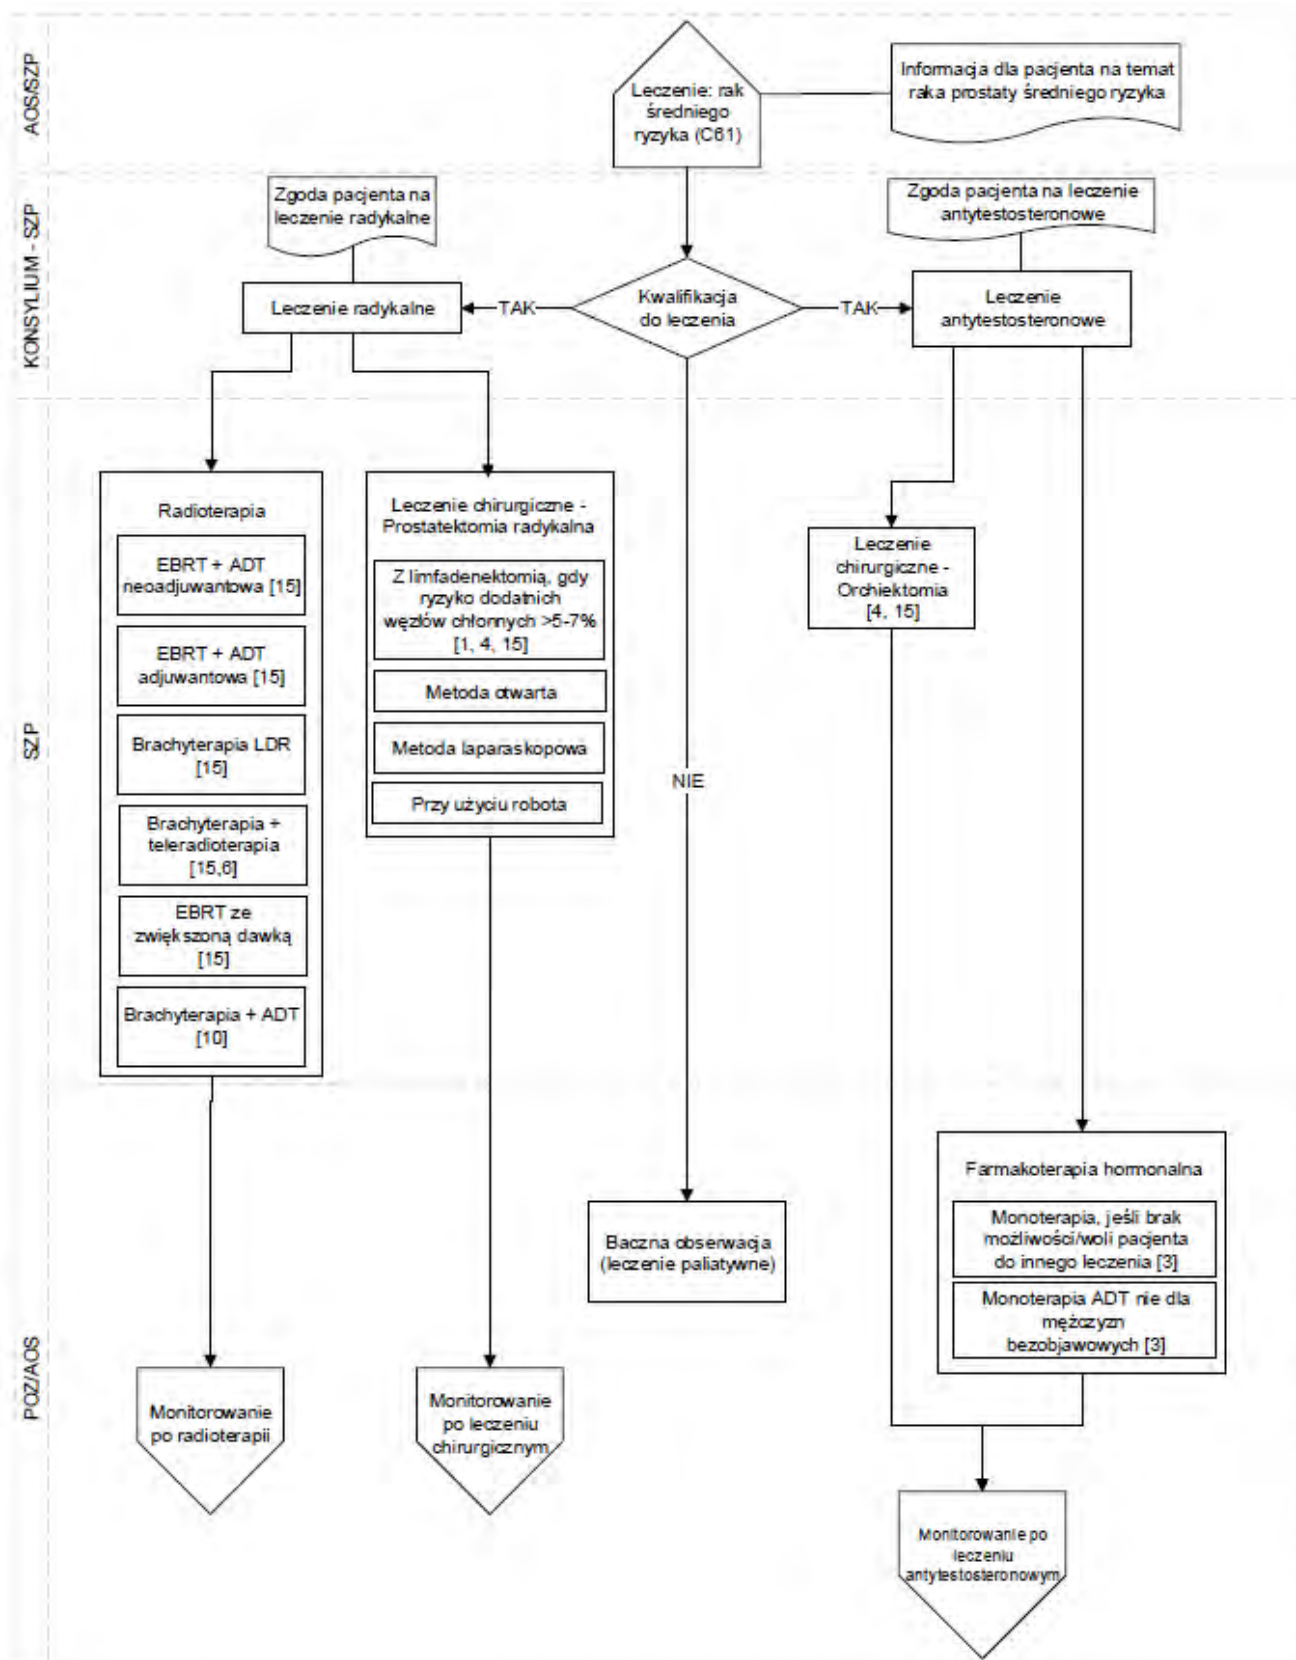 AOS/SZP
Leczenie: rak
średniego
ryzyka (C61)
Informacja dla pacjenta na temat
raka prostaty średniego ryzyka
KONSYLIUM - SZP
Zgoda pacjenta na
leczenie radykalne
Zgoda pacjenta na leczenie
antytestosteronowe
Leczenie radykalne
TAK
Kwalifikacja
do leczenia
TAK
Leczenie
antytestosteronowe
SZP
Radioterapia
EBRT + ADT
neoadjuwantowa [15]
EBRT + ADT
adjuwantowa [15]
Brachyterapia LDR
[15]
Brachyterapia +
teleradioterapia
[15,6]
EBRT ze
zwiększoną dawką
[15]
Brachyterapia + ADT
[10]
Leczenie chirurgiczne -
Prostatektomia radykalna
Z limfadenektomią, gdy
ryzyko dodatnich
węzłów chłonnych >5-7%
[1, 4, 15]
Metoda otwarta
Metoda laparaskopowa
Przy użyciu robota
NIE
Leczenie
chirurgiczne -
Orchiektomia
[4, 15]
POZ/AOS
Baczna obserwacja
(leczenie paliatywne)
Farmakoterapia hormonalna
Monoterapia, jeśli brak
możliwości/woli pacjenta
do innego leczenia [3]
Monoterapia ADT nie dla
mężczyzn
bezobjawowych [3]
Monitorowanie
po radioterapii
Monitorowanie
po leczeniu
chirurgicznym
Monitorowanie po
leczeniu
antytestosteronowym